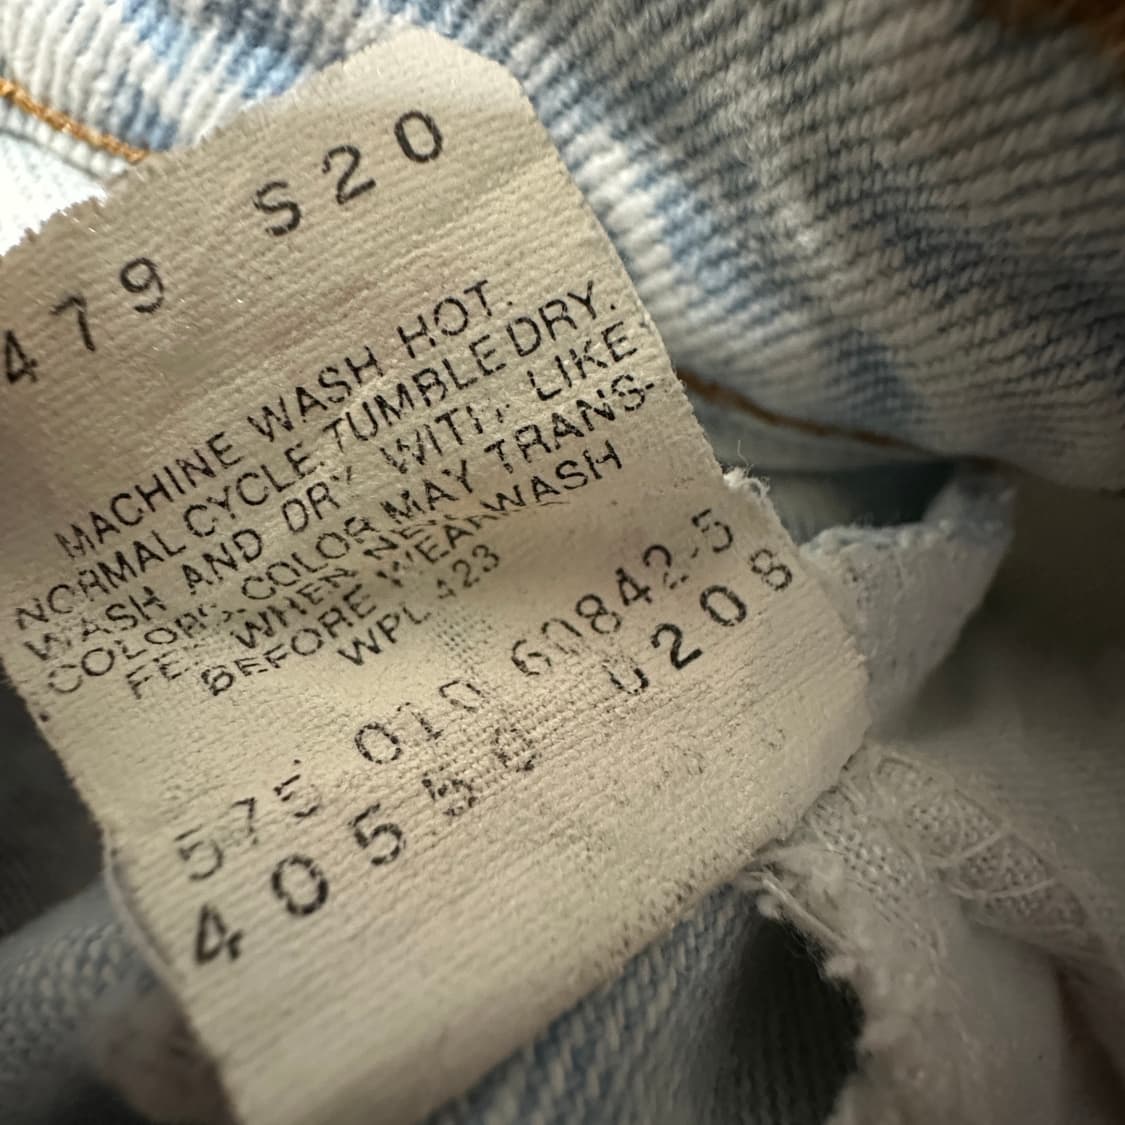 479 S20
MACHINE WASH HOT.
NORMAL CYCLE TUMBLE DRY.
WASH AND DRY WITH LIKE
COLORS. COLOR MAY TRANS-
FER WHEN NEW WASH
BEFORE WEAR
WPL 423
575 010 60842-5
40550 0208